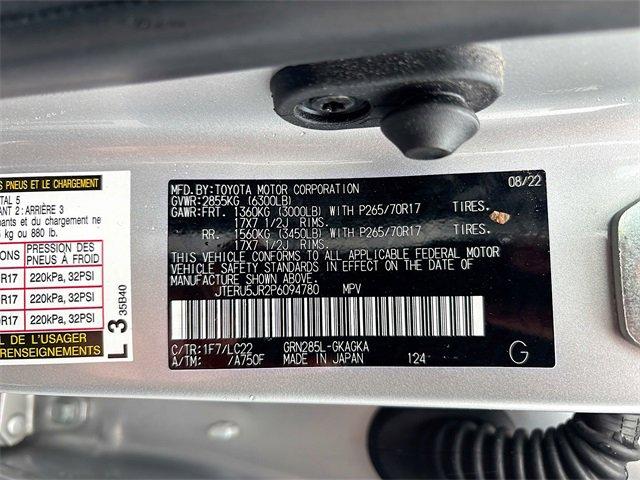 PNEUS ET LE CHARGEMENT
TAL 5
ANT 2 : ARRIÈRE 3
pants et du chargement ne
kg ou 880 lb.
ONS PRESSION DES PNEUS À FROID
R17 220kPa, 32PSI
R17 220kPa, 32PSI
R17 220kPa, 32PSI
L DE L'USAGER
RENSEIGNEMENTS
L 3 35B40
MFD.BY:TOYOTA MOTOR CORPORATION 08/22
GVWR:2855KG (6300LB)
GAWR:FRT. 1360KG (3000LB) WITH P265/70R17 TIRES.
17X7 1/2J RIMS.
RR. 1560KG (3450LB) WITH P265/70R17 TIRES.
17X7 1/2J RIMS.
THIS VEHICLE CONFORMS TO ALL APPLICABLE FEDERAL MOTOR
VEHICLE SAFETY STANDARDS IN EFFECT ON THE DATE OF
MANUFACTURE SHOWN ABOVE.
JTERU5JR2P6094780 MPV
C/TR:1F7/LC22 GRN285L-GKAGKA
A/TM: /A750F MADE IN JAPAN 124 G